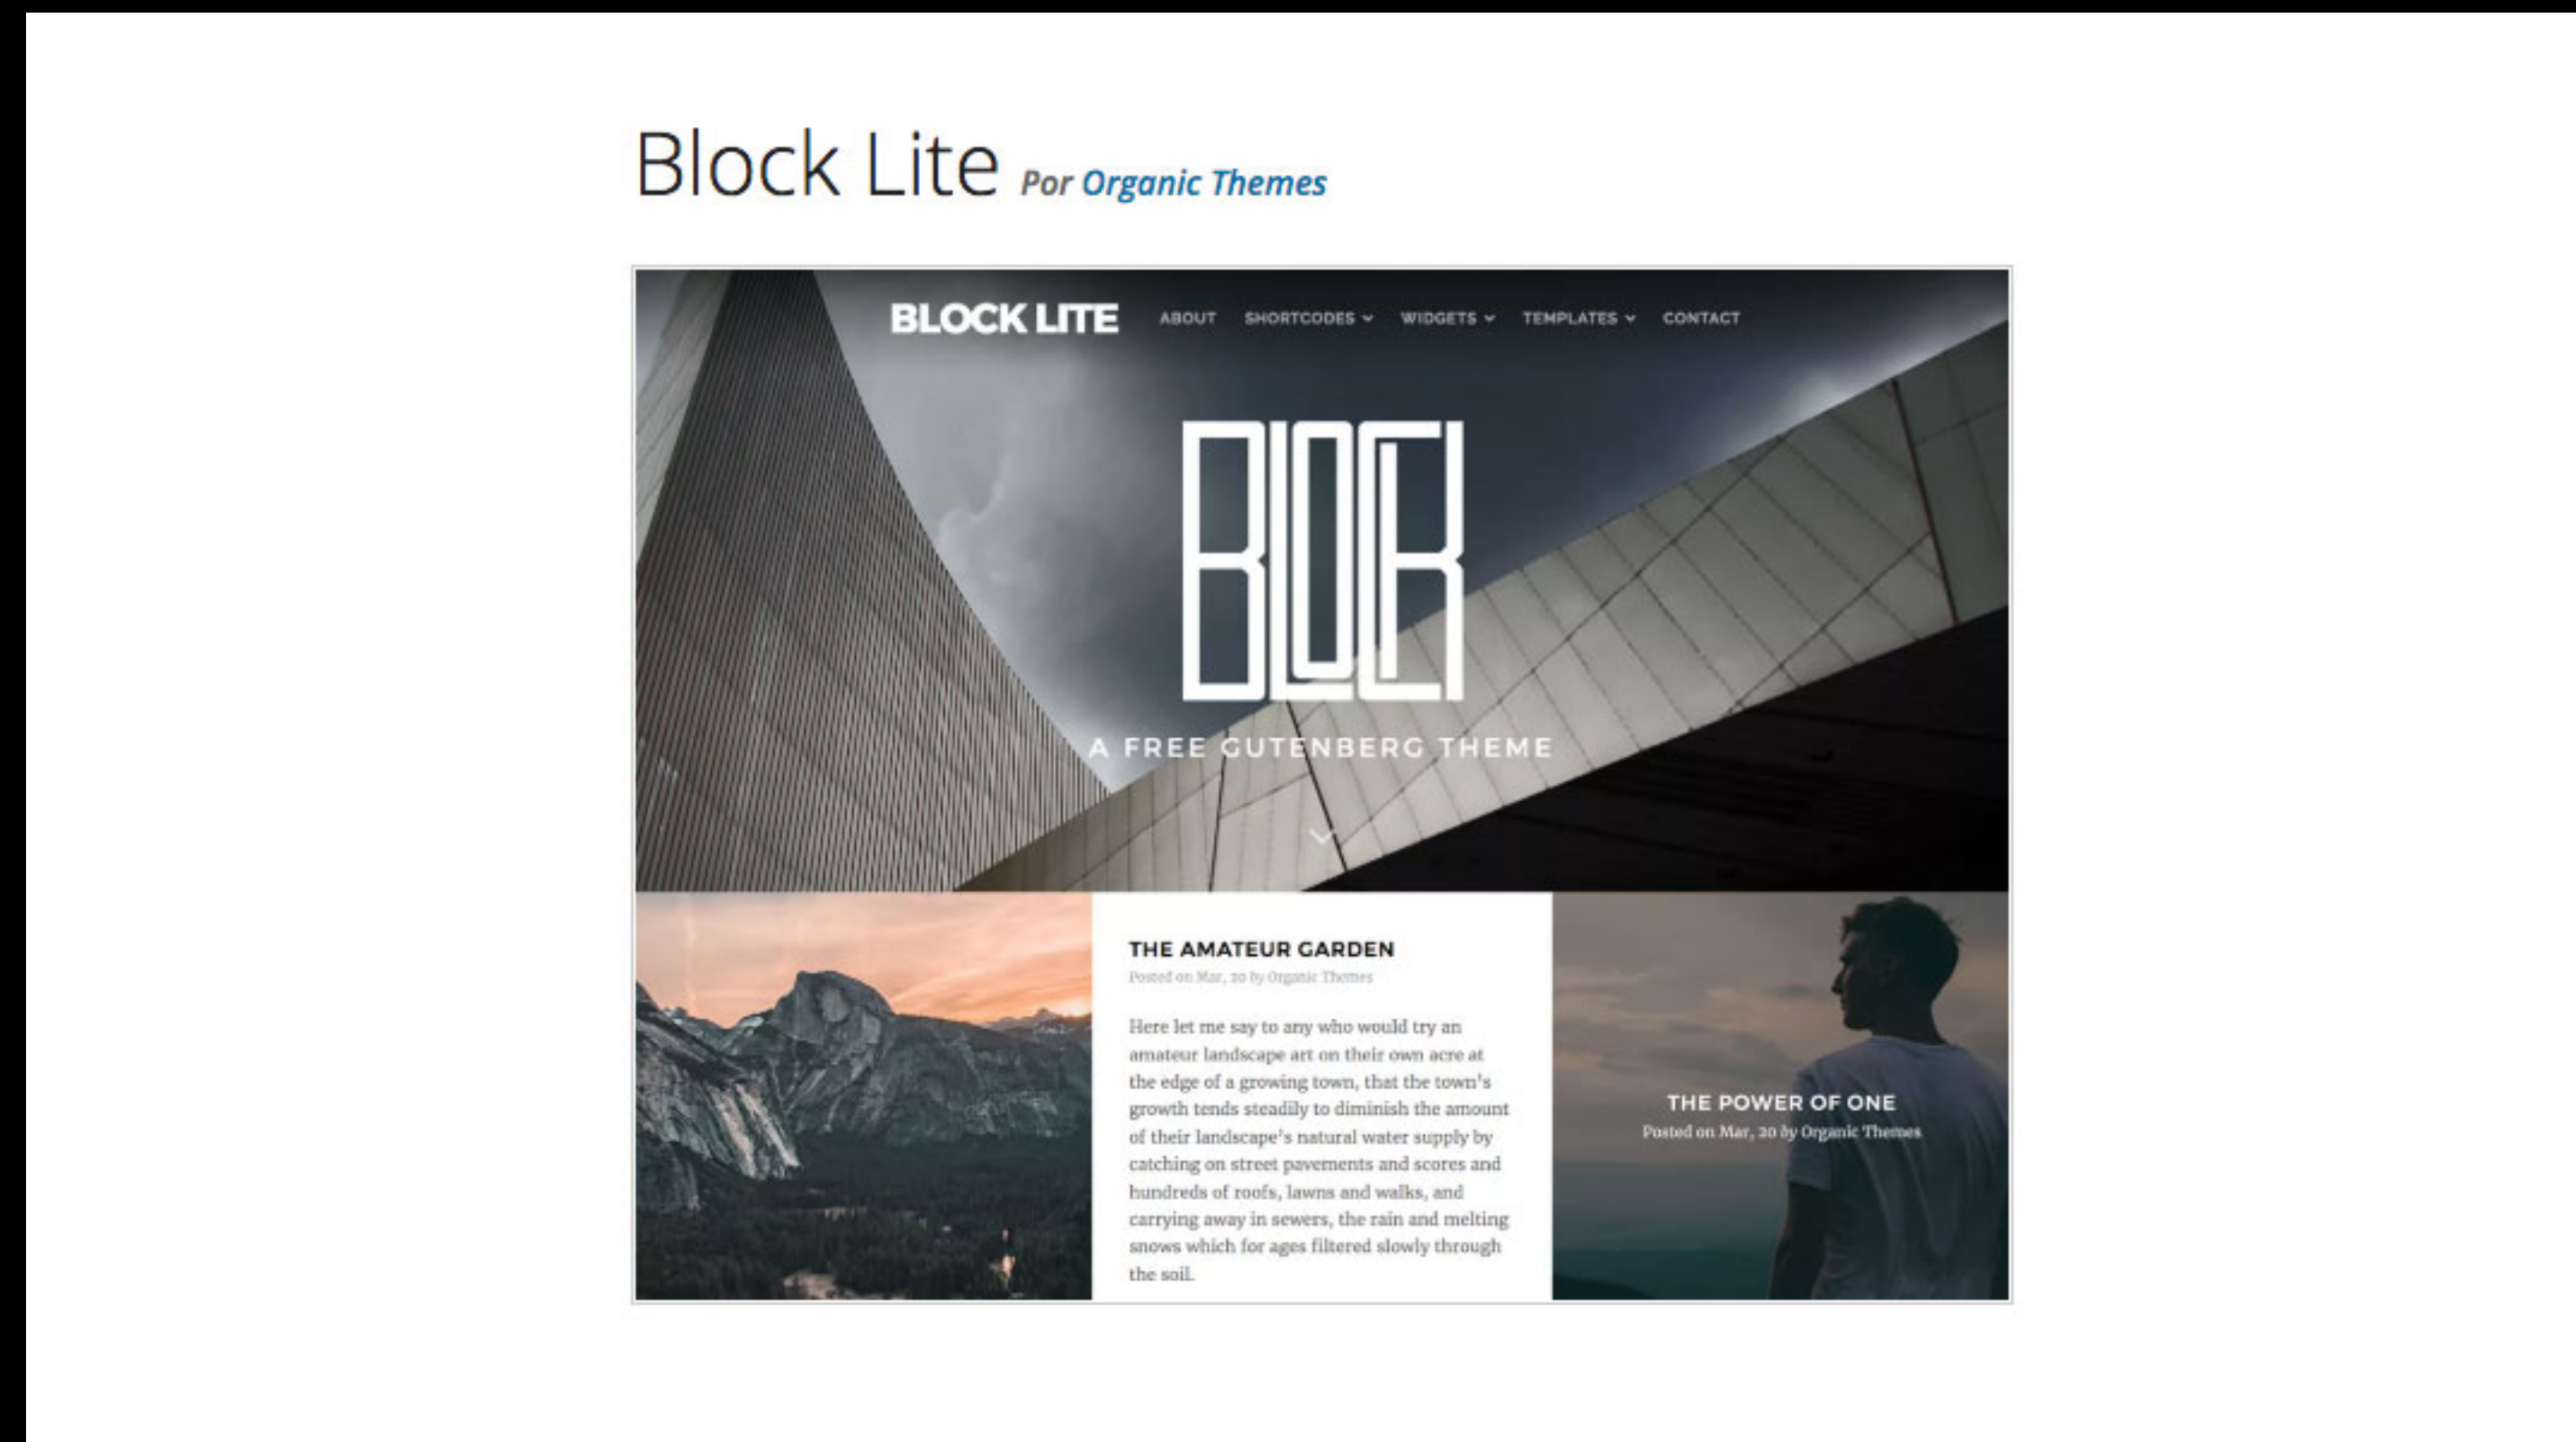 Block Lite Por Organic Themes
BLOCK LITE ABOUT SHORTCODES WIDGETS TEMPLATES CONTACT
BLOCK
A FREE GUTENBERG THEME
THE AMATEUR GARDEN
Posted on Mar, 20 by Organic Themes
Here let me say to any who would try an
amateur landscape art on their own acre at
the edge of a growing town, that the town's
growth tends steadily to diminish the amount
of their landscape's natural water supply by
catching on street pavements and scores and
hundreds of roofs, lawns and walks, and
carrying away in sewers, the rain and melting
snows which for ages filtered slowly through
the soil.
THE POWER OF ONE
Posted on Mar, 20 by Organic Themes